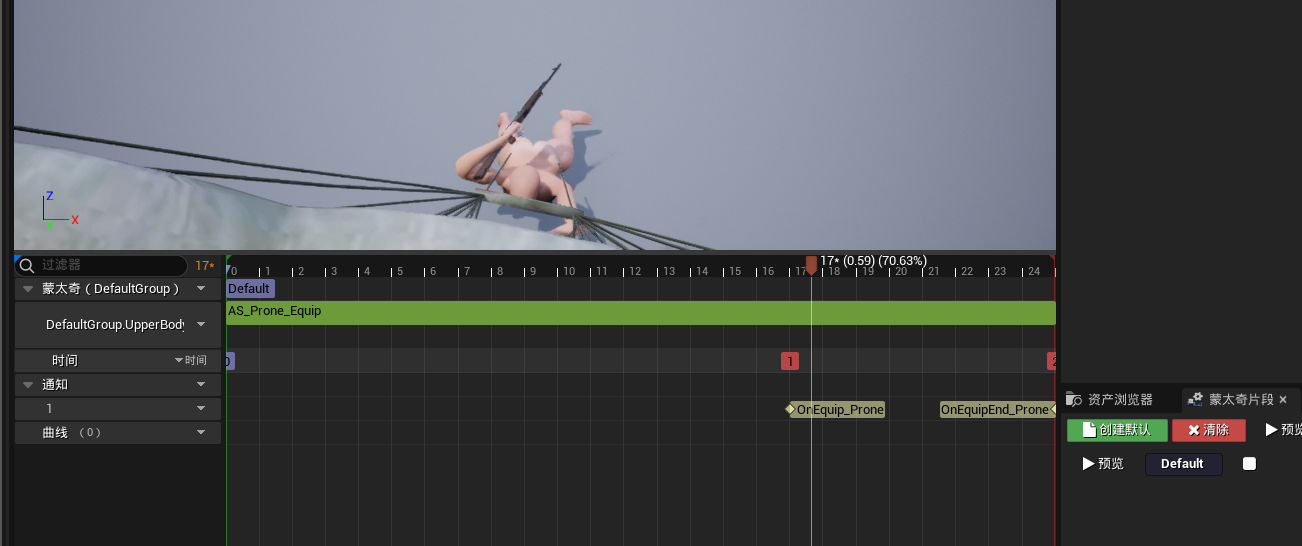 Z
X
Y
过滤器
17*
0 1 2 3 4 5 6 7 8 9 10 11 12 13 14 15 16 17 18 19 20 21 22 23 24
17* (0.59) (70.63%)
蒙太奇（DefaultGroup）
Default
AS_Prone_Equip
DefaultGroup.UpperBody
时间
时间
0
1
2
通知
1
OnEquip_Prone
OnEquipEnd_Prone
曲线 （0）
资产浏览器
蒙太奇片段
创建默认
清除
预览
预览
Default